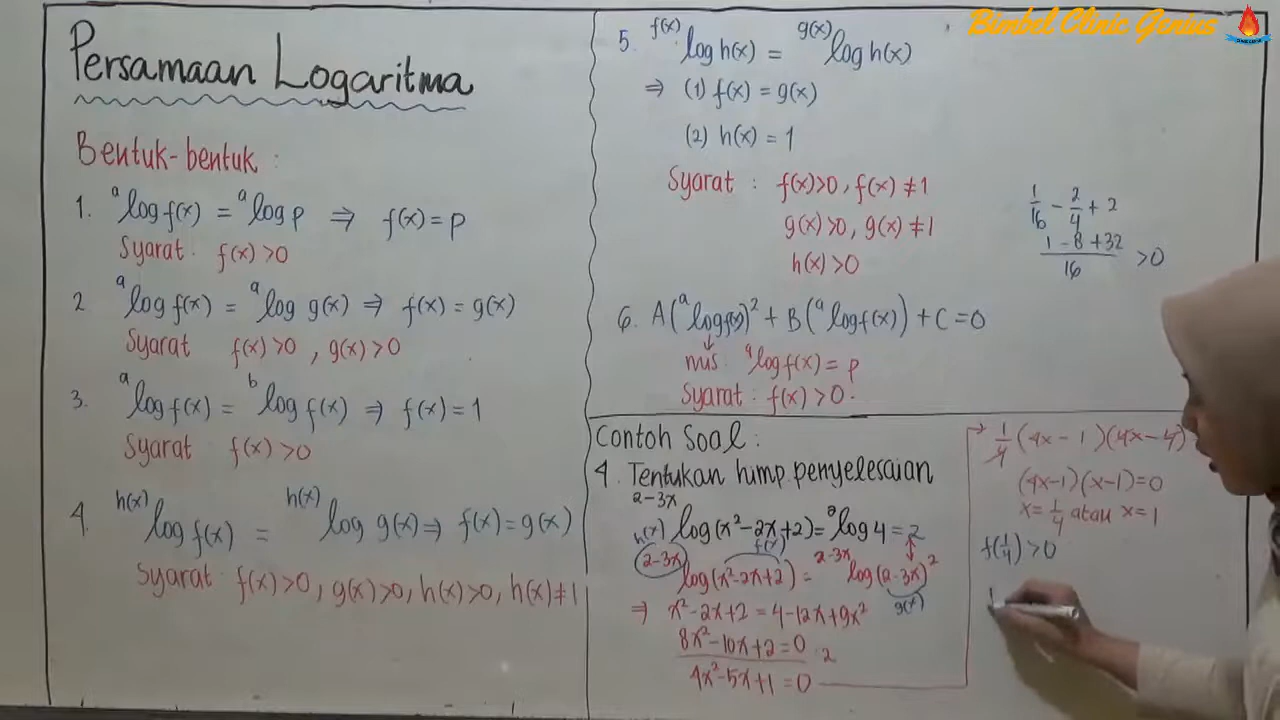 Bimbel Clinic Genius
Persamaan Logaritma
Bentuk-bentuk :
1. ᵃlog f(x) = ᵃlog p ⇒ f(x) = p
Syarat : f(x) > 0
2 ᵃlog f(x) = ᵃlog g(x) ⇒ f(x) = g(x)
Syarat f(x) > 0 , g(x) > 0
3. ᵃlog f(x) = ᵇlog f(x) ⇒ f(x) = 1
Syarat f(x) > 0
4. ʰ⁽ˣ⁾log f(x) = ʰ⁽ˣ⁾log g(x) ⇒ f(x) = g(x)
Syarat f(x) > 0 , g(x) > 0, h(x) > 0, h(x) ≠ 1
5. ᶠ⁽ˣ⁾log h(x) = ᵍ⁽ˣ⁾log h(x)
⇒ (1) f(x) = g(x)
(2) h(x) = 1
Syarat : f(x) > 0 , f(x) ≠ 1
g(x) > 0, g(x) ≠ 1
h(x) > 0
6. A(ᵃlog f(x))² + B(ᵃlog f(x)) + C = 0
↓
mis. ᵃlog f(x) = p
Syarat : f(x) > 0.
1/16 - 2/4 + 2
(1 - 8 + 32)/16 > 0
Contoh Soal :
4. Tentukan himp. penyelesaian
²⁻³ˣlog(x² - 2x + 2) = ²log 4 = 2
h(x) f(x)
²⁻³ˣlog(x² - 2x + 2) = ²⁻³ˣlog(2 - 3x)²
g(x)
⇒ x² - 2x + 2 = 4 - 12x + 9x²
8x² - 10x + 2 = 0 : 2
4x² - 5x + 1 = 0
→ 1/4 (4x - 1)(4x - 4)
(4x-1)(x-1) = 0
x = 1/4 atau x = 1
f(1/4) > 0